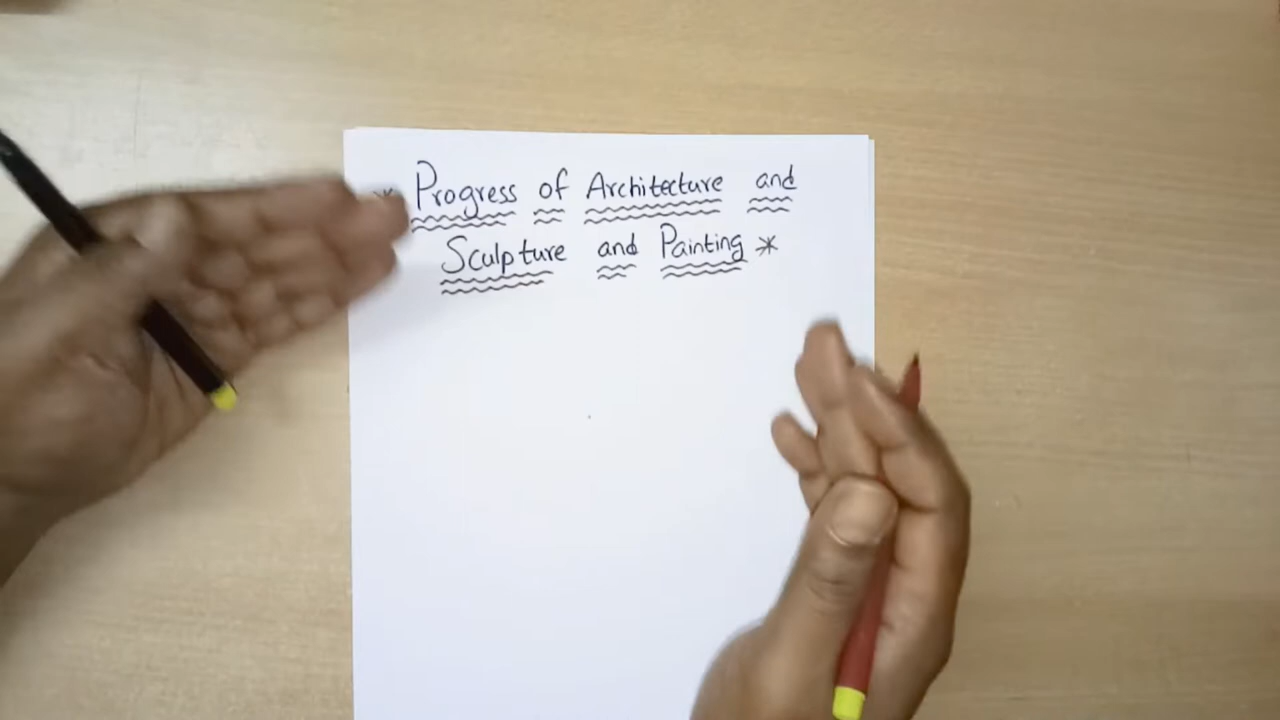 * Progress of Architecture and
Sculpture and Painting *